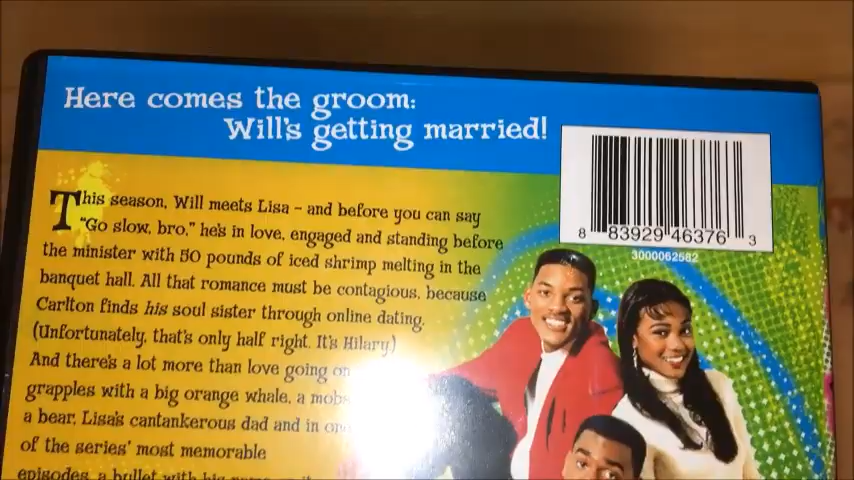 Here comes the groom:
Will's getting married!
This season, Will meets Lisa – and before you can say
"Go slow, bro," he's in love, engaged and standing before
the minister with 50 pounds of iced shrimp melting in the
banquet hall. All that romance must be contagious, because
Carlton finds his soul sister through online dating.
(Unfortunately, that's only half right. It's Hilary)
And there's a lot more than love going on
grapples with a big orange whale, a
a bear, Lisa's cantankerous dad and in
of the series' most memorable
episodes, a bullet with his
8 83929 46376 3
3000062582